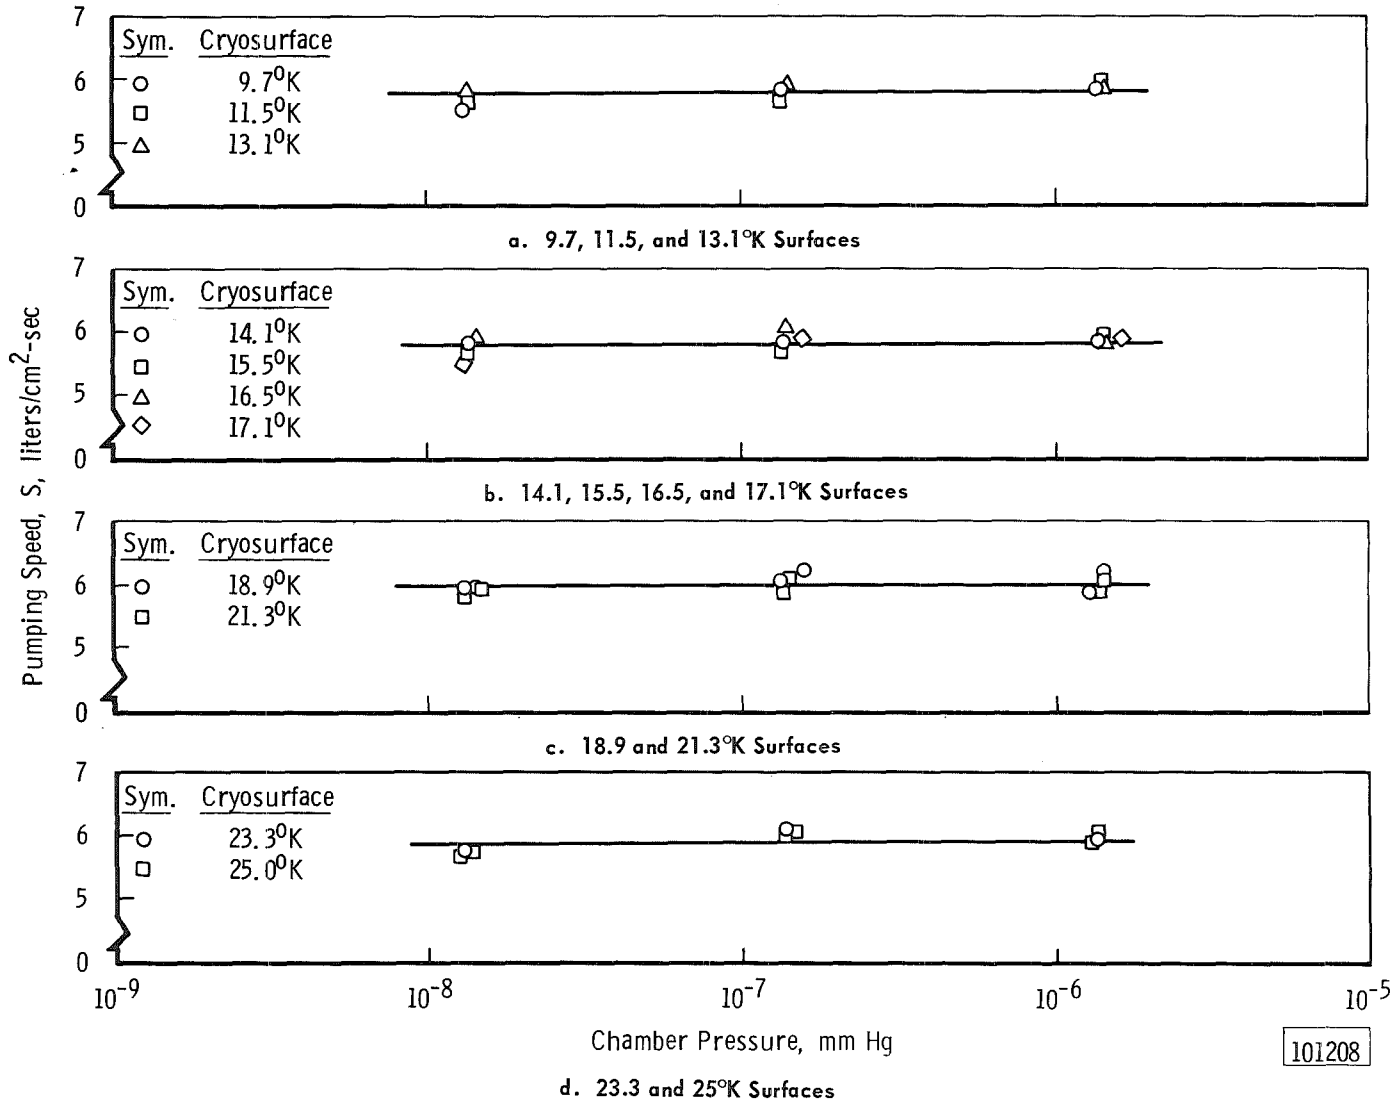 7
Sym. Cryosurface
6 9.7⁰K
11.5⁰K
5 13.1⁰K
0
a. 9.7, 11.5, and 13.1°K Surfaces
7
Sym. Cryosurface
6 14.1⁰K
15.5⁰K
5 16.5⁰K
17.1⁰K
0
b. 14.1, 15.5, 16.5, and 17.1°K Surfaces
Pumping Speed, S, liters/cm²-sec
7
Sym. Cryosurface
6 18.9⁰K
21.3⁰K
5
0
c. 18.9 and 21.3°K Surfaces
7
Sym. Cryosurface
6 23.3⁰K
25.0⁰K
5
0
10⁻⁹ 10⁻⁸ 10⁻⁷ 10⁻⁶ 10⁻⁵
Chamber Pressure, mm Hg
101208
d. 23.3 and 25°K Surfaces